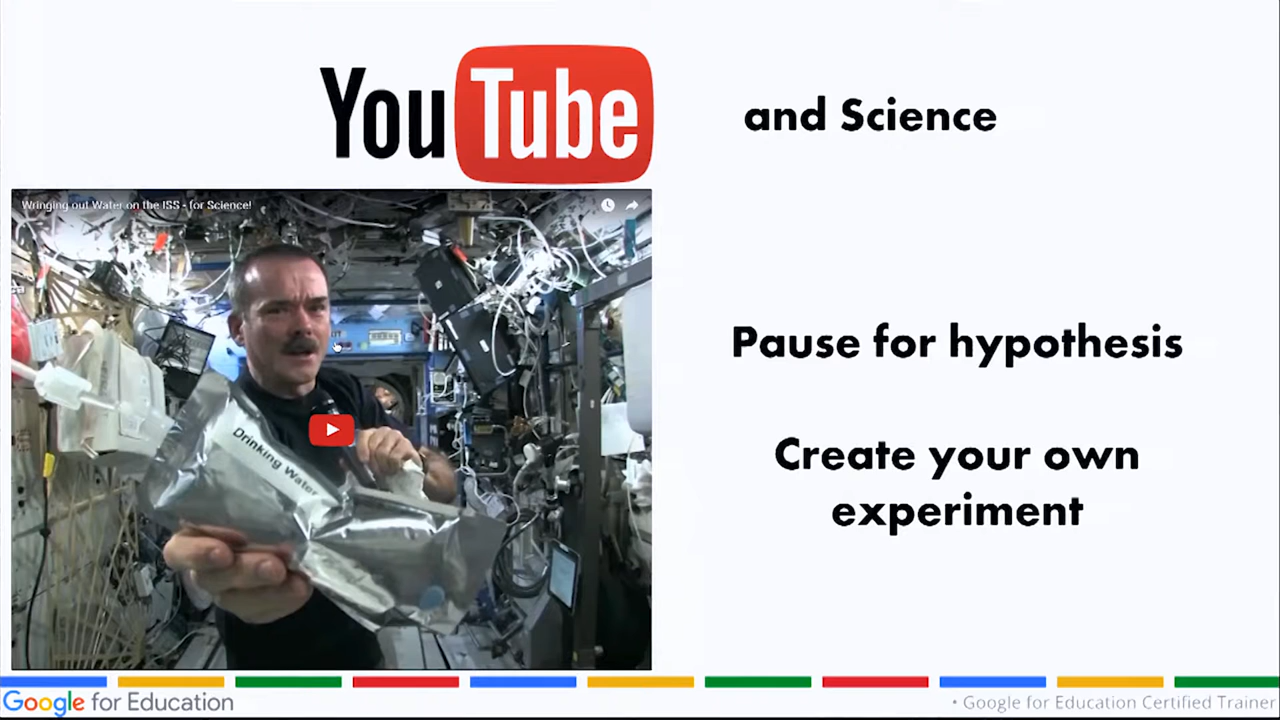 YouTube
and Science
Wringing out Water on the ISS - for Science!
Drinking Water
Pause for hypothesis
Create your own
experiment
Google for Education
• Google for Education Certified Trainer